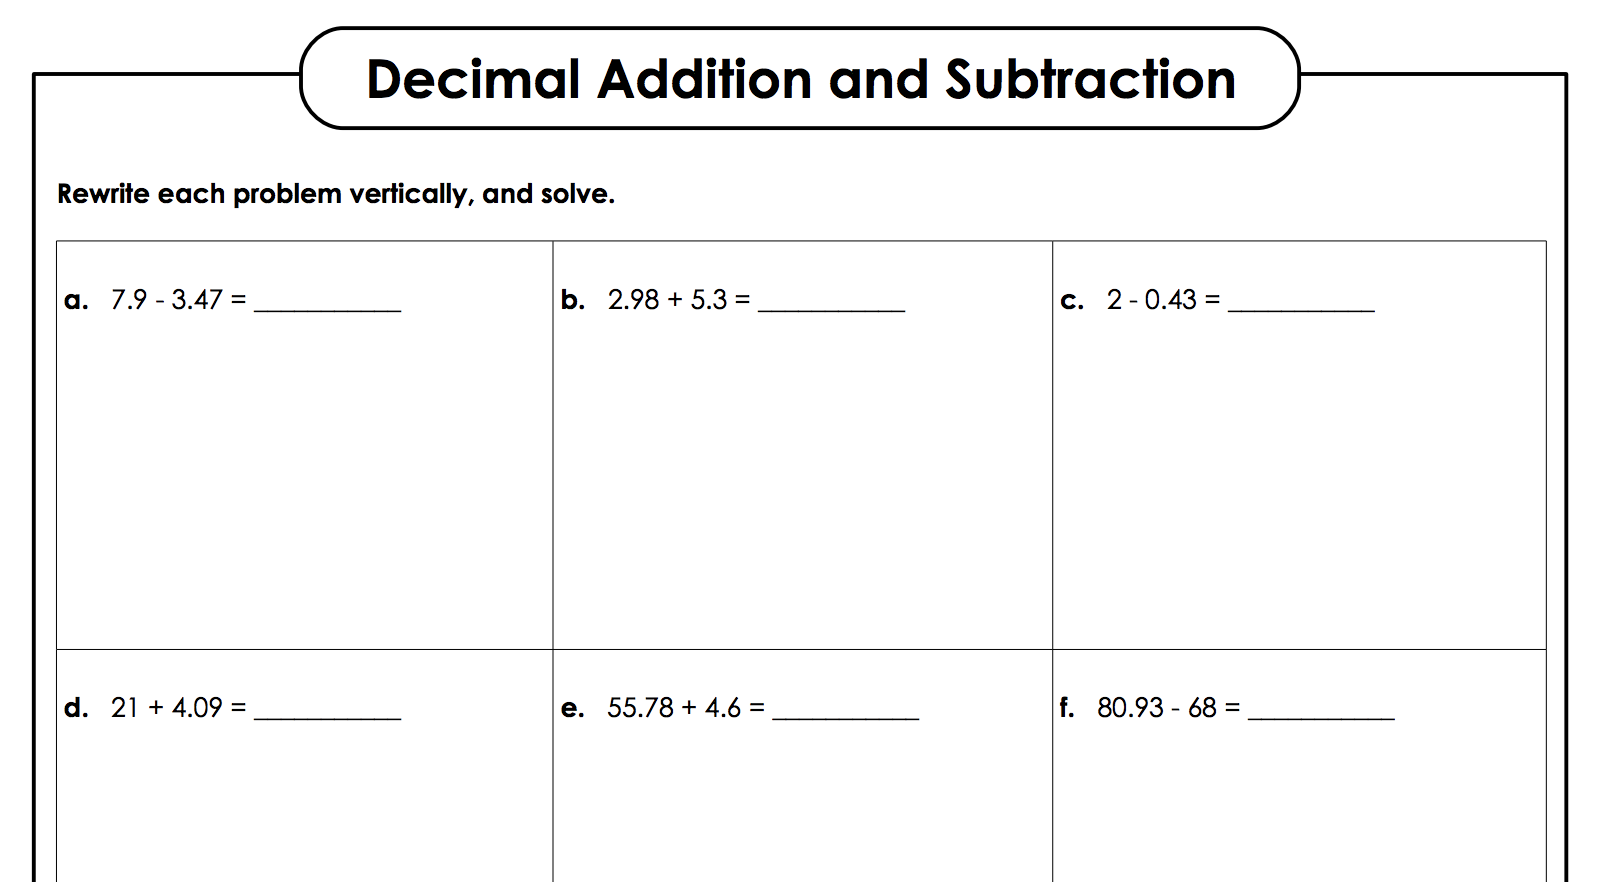 Decimal Addition and Subtraction
Rewrite each problem vertically, and solve.
a. 7.9 - 3.47 = ___________
b. 2.98 + 5.3 = ___________
c. 2 - 0.43 = ___________
d. 21 + 4.09 = ___________
e. 55.78 + 4.6 = ___________
f. 80.93 - 68 = ___________